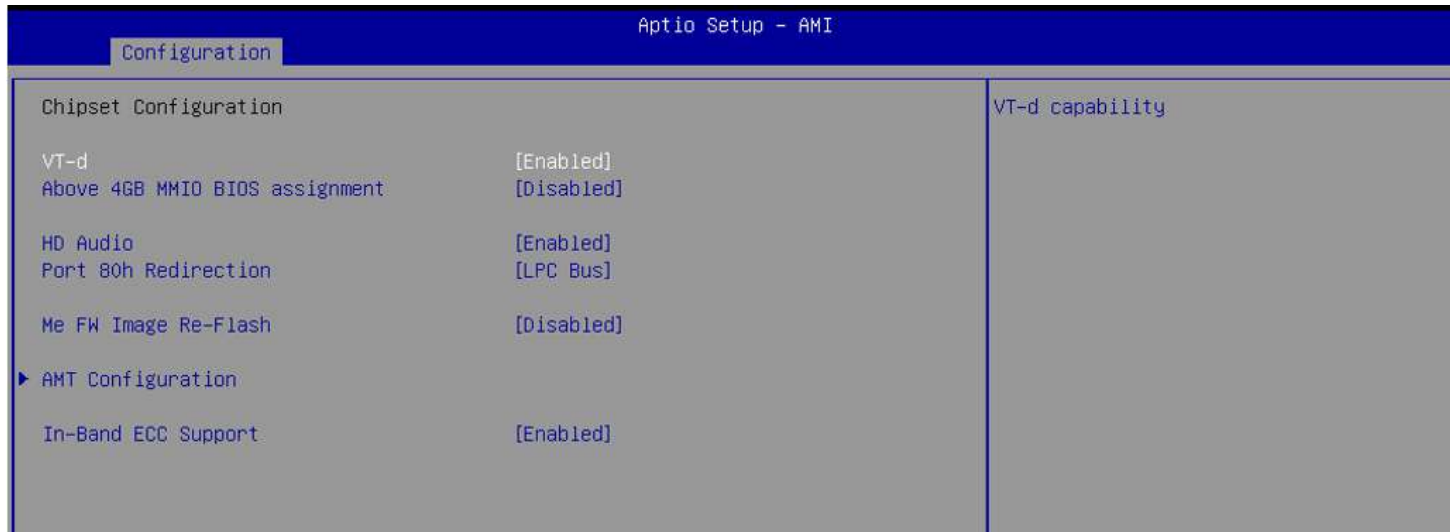 Aptio Setup – AMI
Configuration
Chipset Configuration
VT-d capability
VT-d [Enabled]
Above 4GB MMIO BIOS assignment [Disabled]
HD Audio [Enabled]
Port 80h Redirection [LPC Bus]
Me FW Image Re-Flash [Disabled]
AMT Configuration
In-Band ECC Support [Enabled]